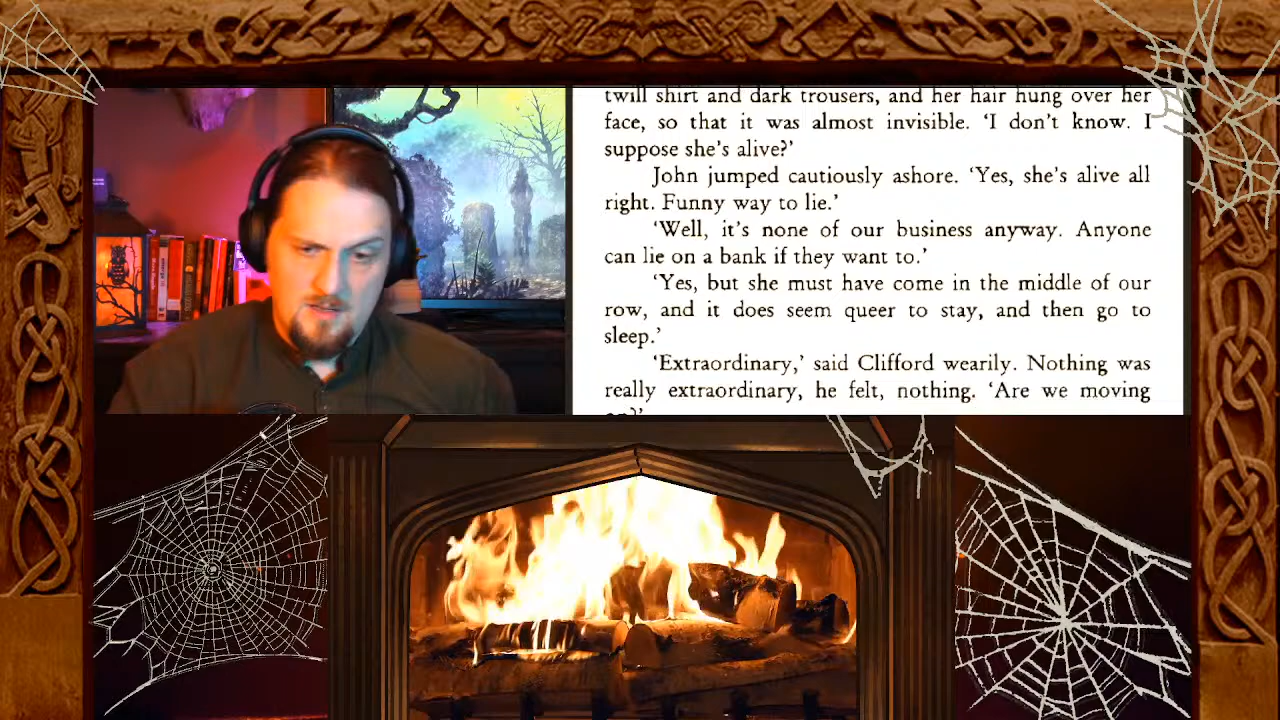 twill shirt and dark trousers, and her hair hung over her
face, so that it was almost invisible. ‘I don't know. I
suppose she's alive?’
John jumped cautiously ashore. ‘Yes, she's alive all
right. Funny way to lie.’
‘Well, it's none of our business anyway. Anyone
can lie on a bank if they want to.’
‘Yes, but she must have come in the middle of our
row, and it does seem queer to stay, and then go to
sleep.’
‘Extraordinary,’ said Clifford wearily. Nothing was
really extraordinary, he felt, nothing. ‘Are we moving